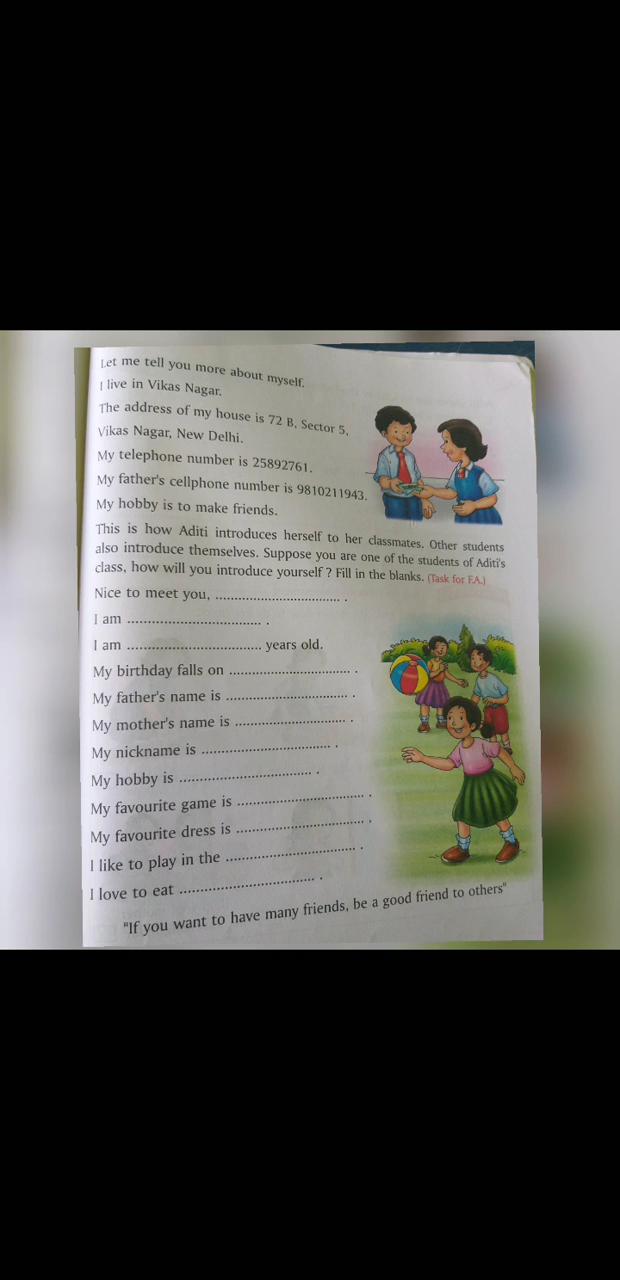 Let me tell you more about myself.
I live in Vikas Nagar.
The address of my house is 72 B, Sector 5,
Vikas Nagar, New Delhi.
My telephone number is 25892761.
My father's cellphone number is 9810211943.
My hobby is to make friends.
This is how Aditi introduces herself to her classmates. Other students
also introduce themselves. Suppose you are one of the students of Aditi's
class, how will you introduce yourself ? Fill in the blanks. (Task for F.A.)
Nice to meet you, ................................ .
I am .................................. .
I am .................................. years old.
My birthday falls on ............................... .
My father's name is ............................... .
My mother's name is ............................ .
My nickname is ................................. .
My hobby is .................................. .
My favourite game is ................................ .
My favourite dress is ................................ .
I like to play in the ................................. .
I love to eat .................................. .
"If you want to have many friends, be a good friend to others"